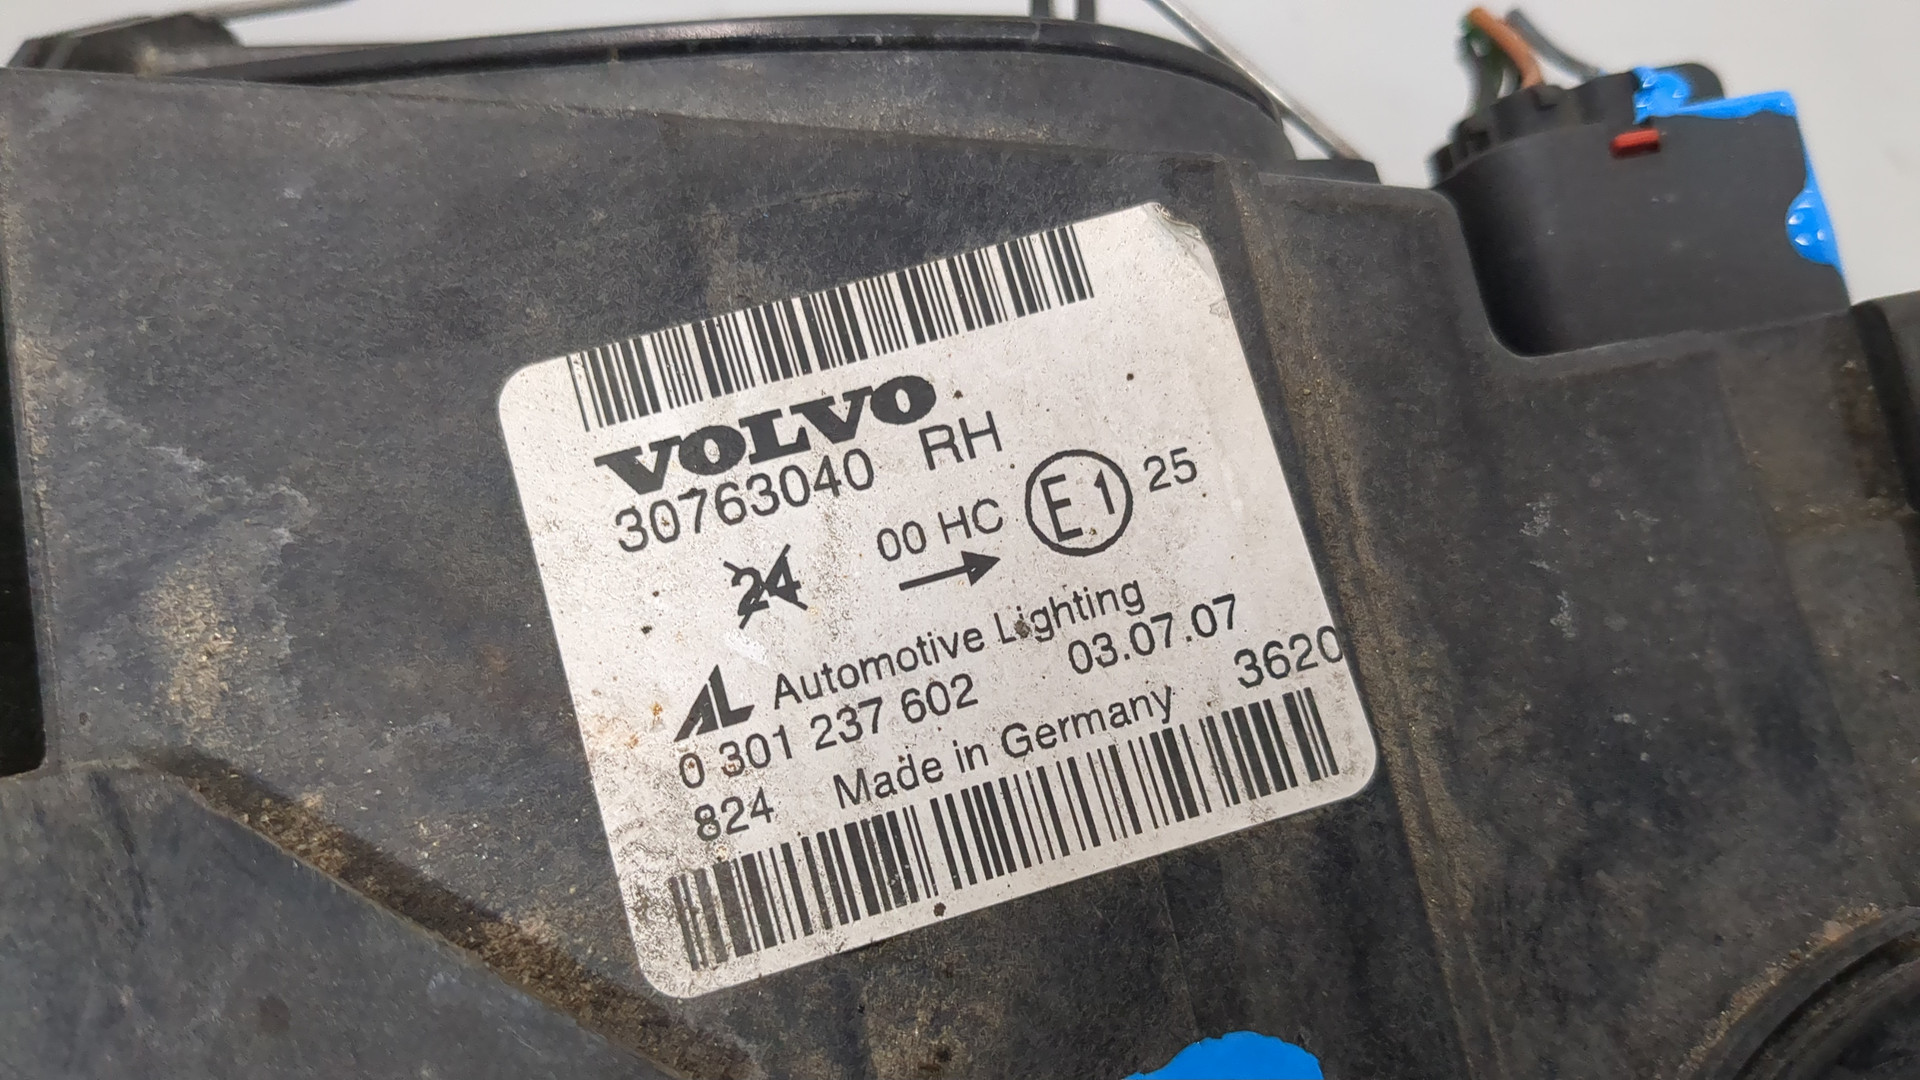 VOLVO
30763040 RH
24 00 HC E1 25
AL Automotive Lighting
0 301 237 602 03.07.07
824 Made in Germany 3620